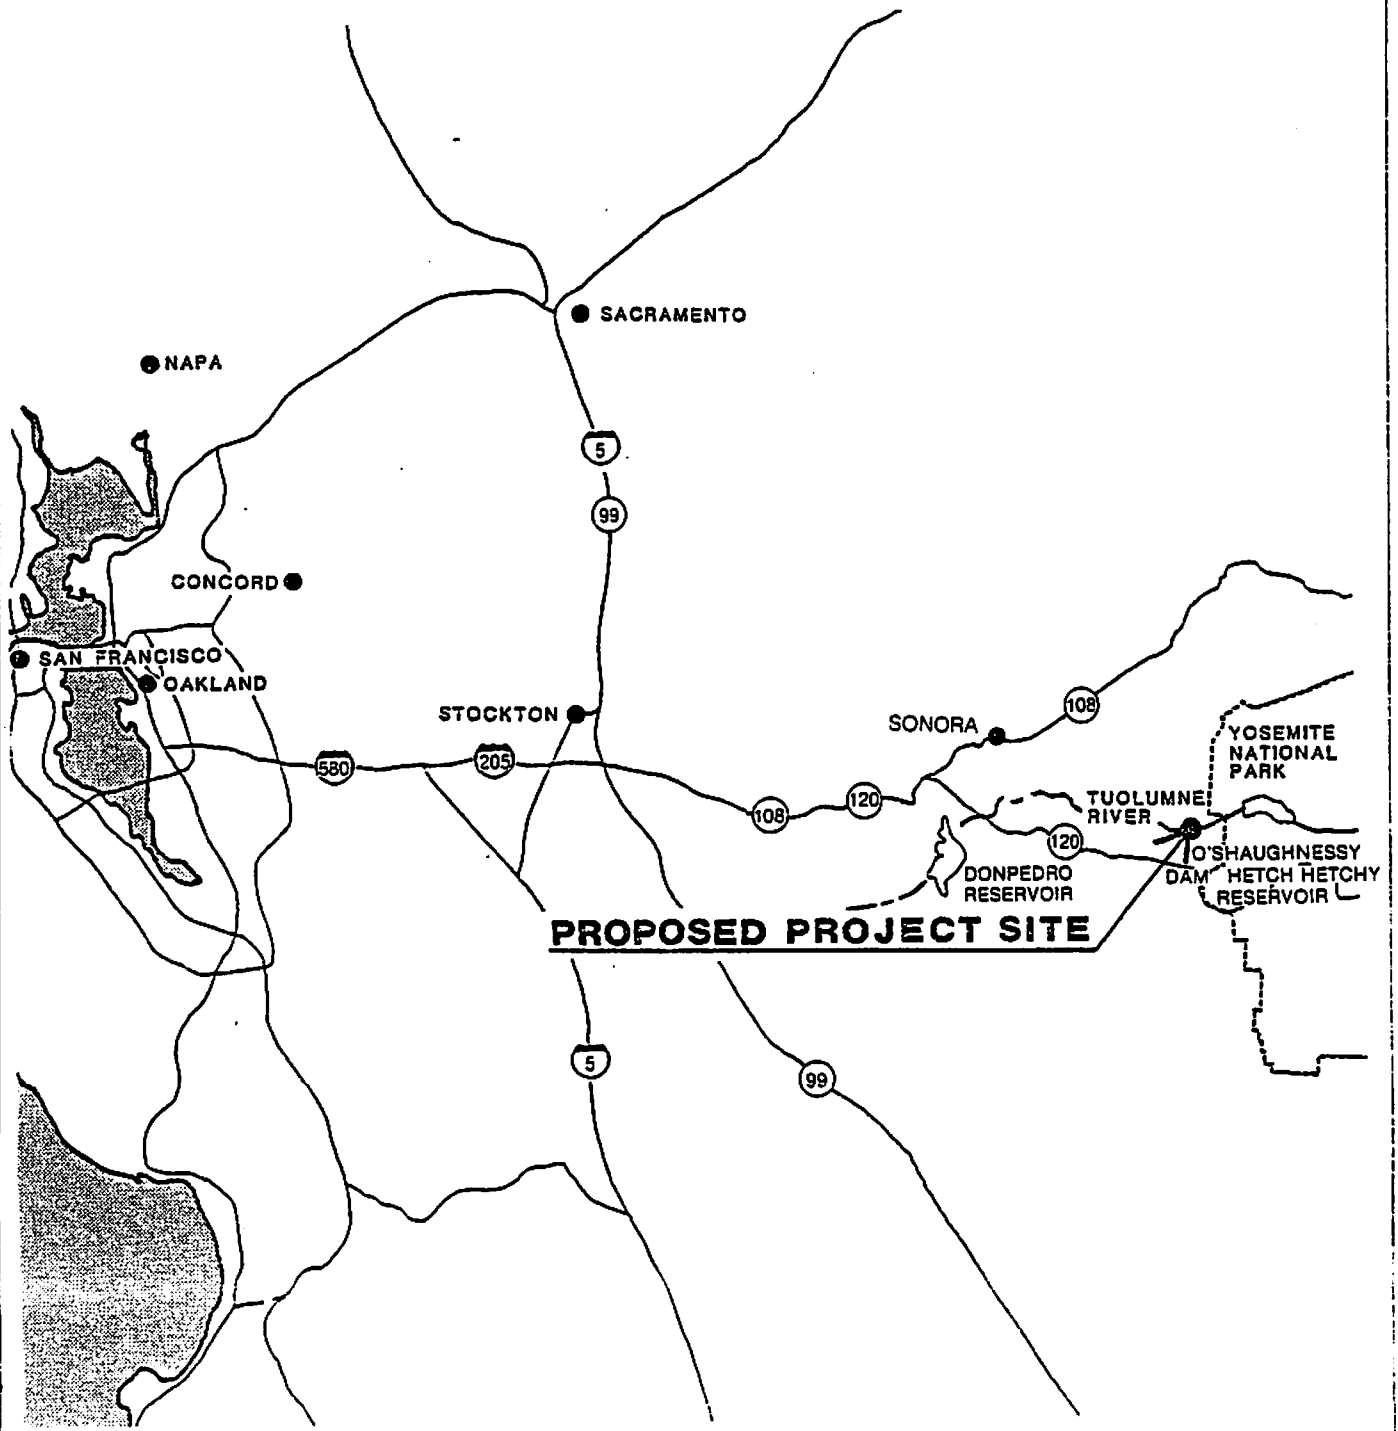 SACRAMENTO
NAPA
5
99
CONCORD
SAN FRANCISCO
OAKLAND
STOCKTON
SONORA
108
580
205
108
120
YOSEMITE
NATIONAL
PARK
TUOLUMNE
RIVER
120
DONPEDRO
RESERVOIR
O'SHAUGHNESSY
DAM HETCH HETCHY
RESERVOIR
PROPOSED PROJECT SITE
5
99